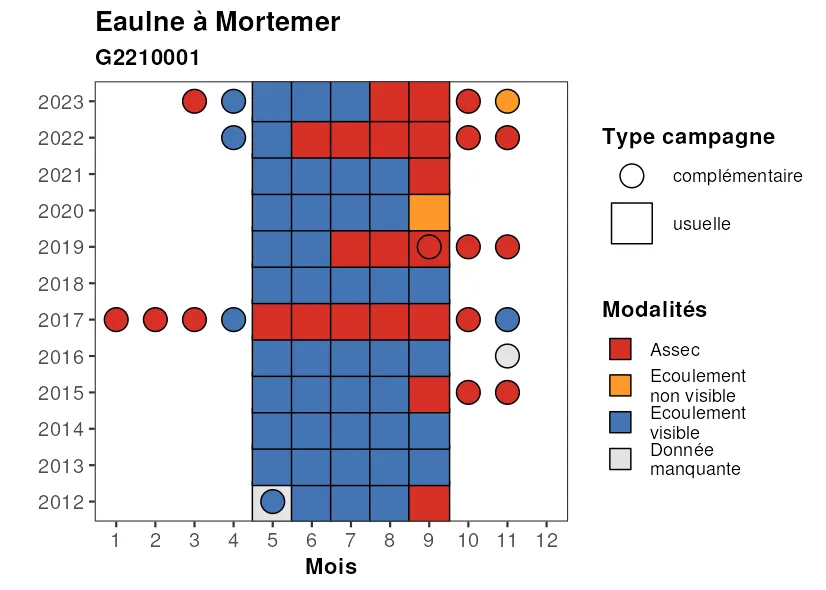 Eaulne à Mortemer
G2210001
2023
2022
2021
2020
2019
2018
2017
2016
2015
2014
2013
2012
1 2 3 4 5 6 7 8 9 10 11 12
Mois
Type campagne
complémentaire
usuelle
Modalités
Assec
Ecoulement
non visible
Ecoulement
visible
Donnée
manquante